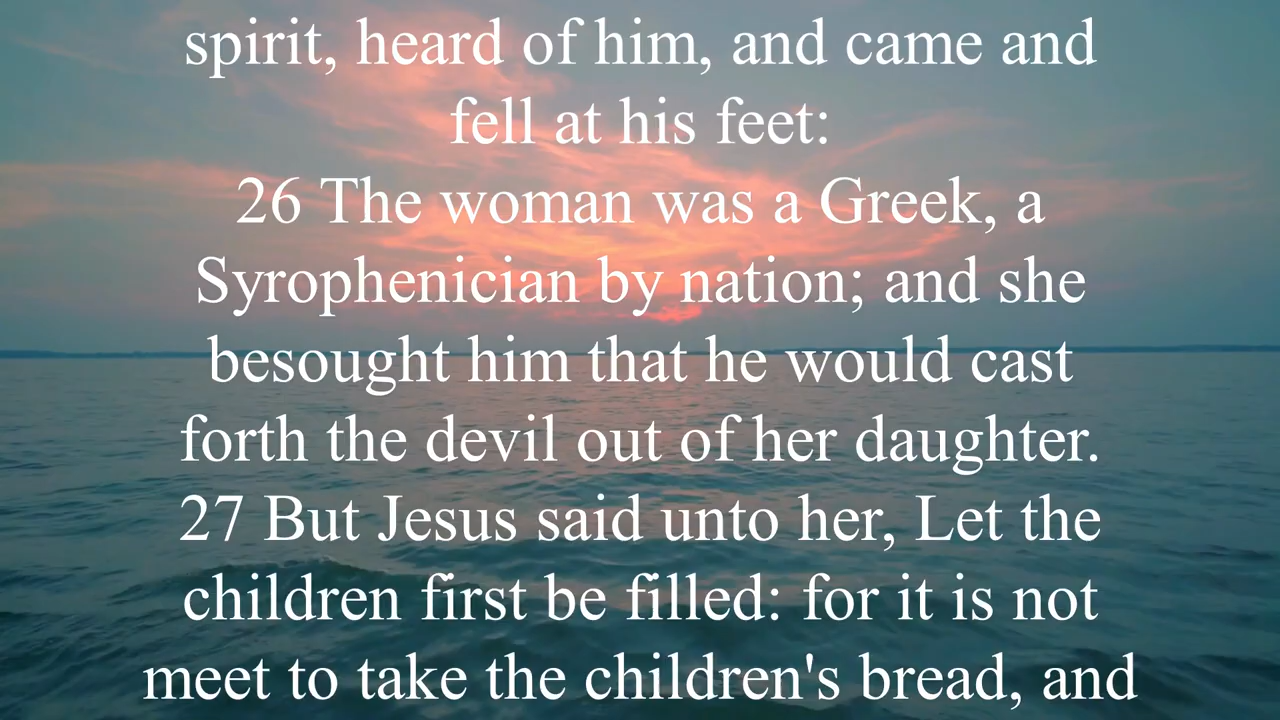 spirit, heard of him, and came and
fell at his feet:
26 The woman was a Greek, a
Syrophenician by nation; and she
besought him that he would cast
forth the devil out of her daughter.
27 But Jesus said unto her, Let the
children first be filled: for it is not
meet to take the children's bread, and